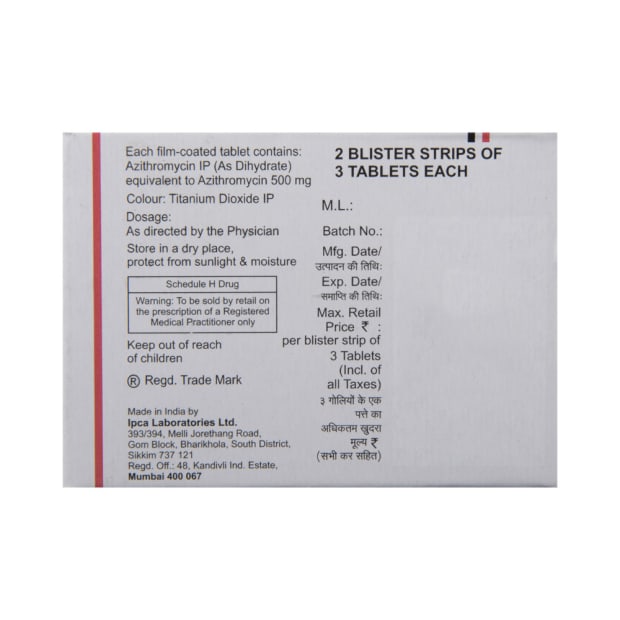 Each film-coated tablet contains:
Azithromycin IP (As Dihydrate)
equivalent to Azithromycin 500 mg
Colour: Titanium Dioxide IP
Dosage:
As directed by the Physician
Store in a dry place,
protect from sunlight & moisture
Schedule H Drug
Warning: To be sold by retail on
the prescription of a Registered
Medical Practitioner only
Keep out of reach
of children
® Regd. Trade Mark
Made in India by
Ipca Laboratories Ltd.
393/394, Melli Jorethang Road,
Gom Block, Bharikhola, South District,
Sikkim 737 121
Regd. Off.: 48, Kandivli Ind. Estate,
Mumbai 400 067
2 BLISTER STRIPS OF
3 TABLETS EACH
M.L.:
Batch No.:
Mfg. Date/
उत्पादन की तिथि:
Exp. Date/
समाप्ति की तिथि:
Max. Retail
Price ₹ :
per blister strip of
3 Tablets
(Incl. of
all Taxes)
३ गोलियों के एक
पत्ते का
अधिकतम खुदरा
मूल्य ₹
(सभी कर सहित)